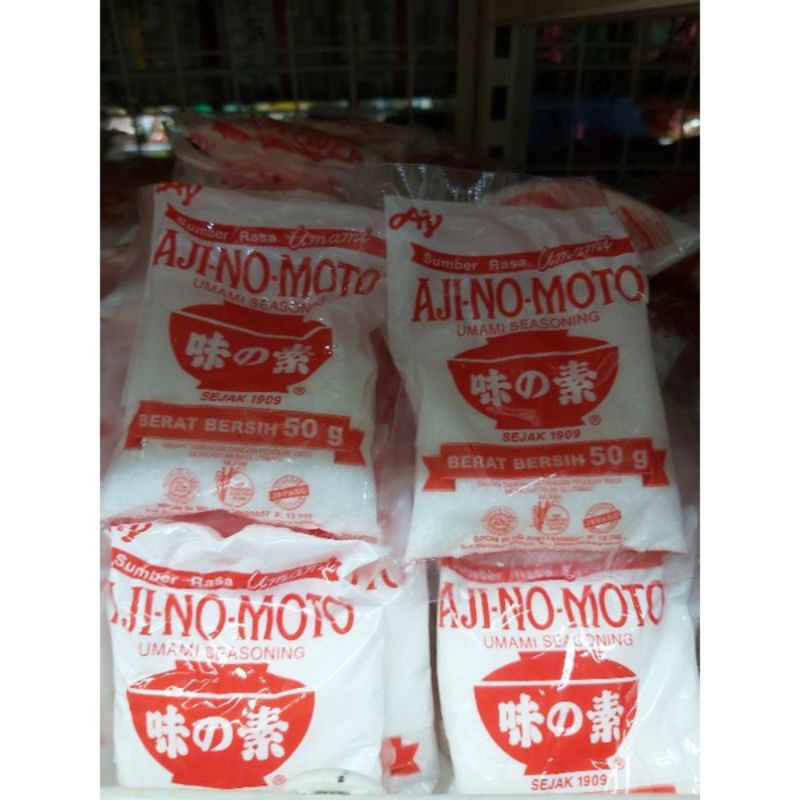 Aji
Sumber Rasa Umami
AJI-NO-MOTO
UMAMI SEASONING
味の素
SEJAK 1909
BERAT BERSIH 50 g
Aji
Sumber Rasa Umami
AJI-NO-MOTO
UMAMI SEASONING
味の素
®
SEJAK 1909
BERAT BERSIH 50 g
JEPANG
Sumber Rasa Umami
AJI-NO-MOTO
UMAMI SEASONING
味の素
®
Sumber Rasa
AJI-NO-MOTO
UMAMI SEASONING
味の素
®
SEJAK 1909